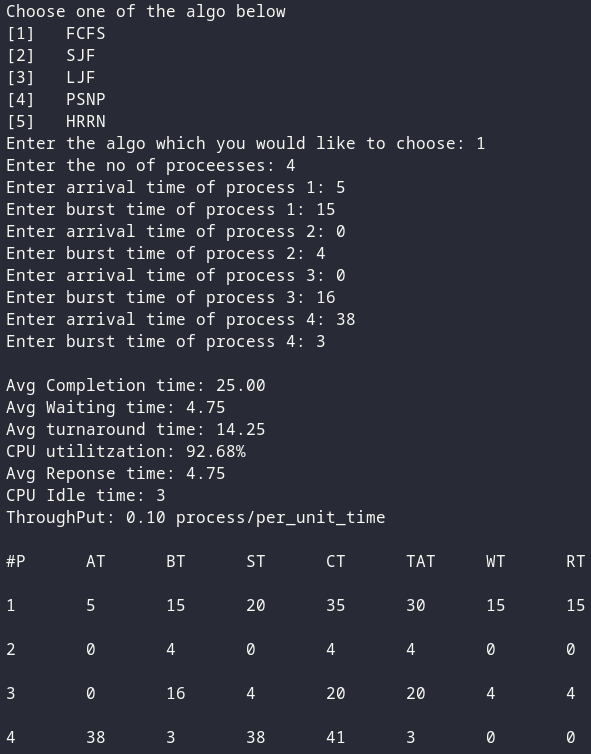 Choose one of the algo below
[1]   FCFS
[2]   SJF
[3]   LJF
[4]   PSNP
[5]   HRRN
Enter the algo which you would like to choose: 1
Enter the no of proceesses: 4
Enter arrival time of process 1: 5
Enter burst time of process 1: 15
Enter arrival time of process 2: 0
Enter burst time of process 2: 4
Enter arrival time of process 3: 0
Enter burst time of process 3: 16
Enter arrival time of process 4: 38
Enter burst time of process 4: 3
Avg Completion time: 25.00
Avg Waiting time: 4.75
Avg turnaround time: 14.25
CPU utilitzation: 92.68%
Avg Reponse time: 4.75
CPU Idle time: 3
ThroughPut: 0.10 process/per_unit_time
#P      AT      BT      ST      CT      TAT     WT      RT
1       5       15      20      35      30      15      15
2       0       4       0       4       4       0       0
3       0       16      4       20      20      4       4
4       38      3       38      41      3       0       0